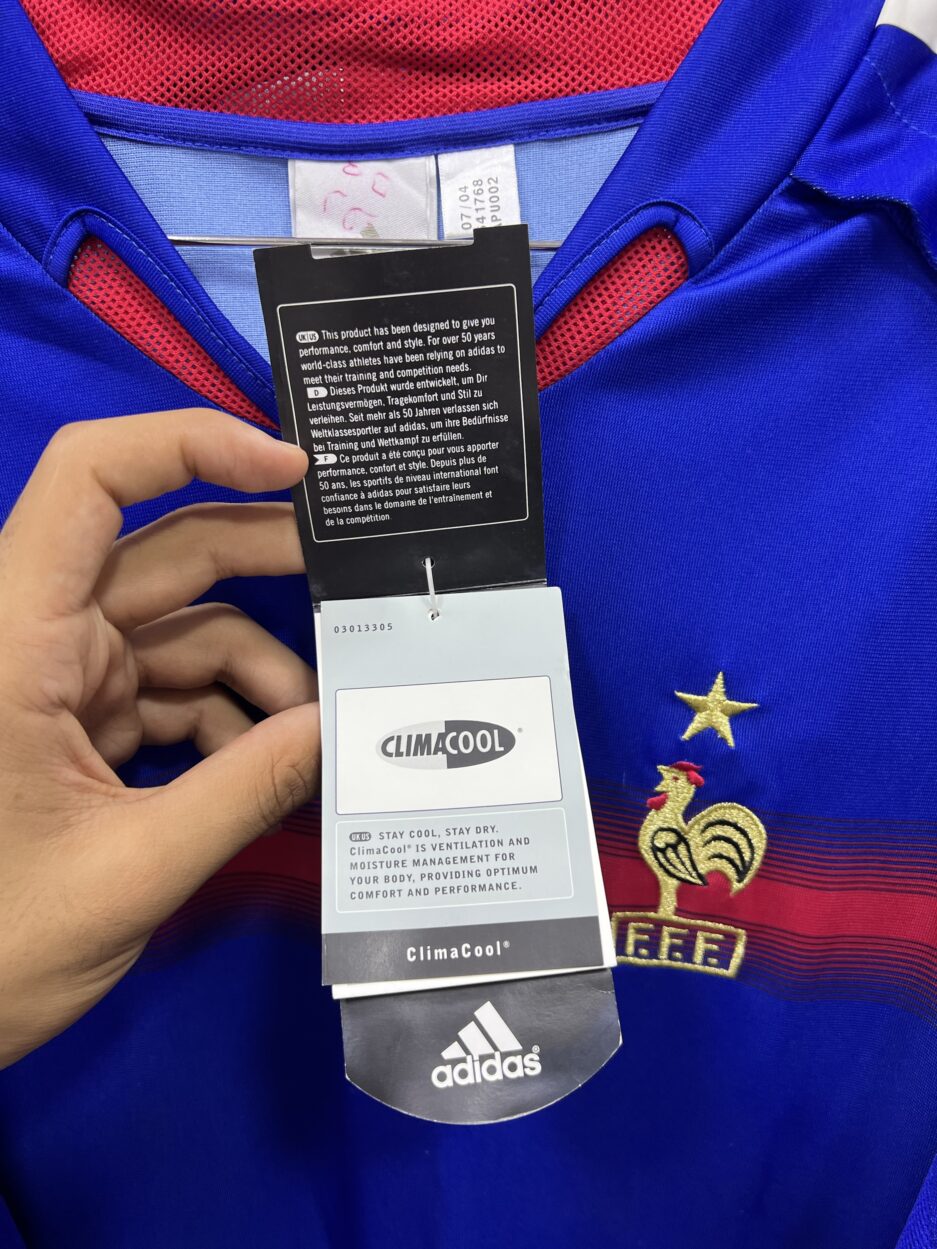 07/04
41768
APU002
UK/US This product has been designed to give you
performance, comfort and style. For over 50 years
world-class athletes have been relying on adidas to
meet their training and competition needs.
D Dieses Produkt wurde entwickelt, um Dir
Leistungsvermögen, Tragekomfort und Stil zu
verleihen. Seit mehr als 50 Jahren verlassen sich
Weltklassesportler auf adidas, um ihre Bedürfnisse
bei Training und Wettkampf zu erfüllen.
F Ce produit a été conçu pour vous apporter
performance, confort et style. Depuis plus de
50 ans, les sportifs de niveau international font
confiance à adidas pour satisfaire leurs
besoins dans le domaine de l'entraînement et
de la compétition.
03013305
CLIMACOOL®
UK US STAY COOL, STAY DRY.
ClimaCool® IS VENTILATION AND
MOISTURE MANAGEMENT FOR
YOUR BODY, PROVIDING OPTIMUM
COMFORT AND PERFORMANCE.
ClimaCool®
adidas®
F.F.F.